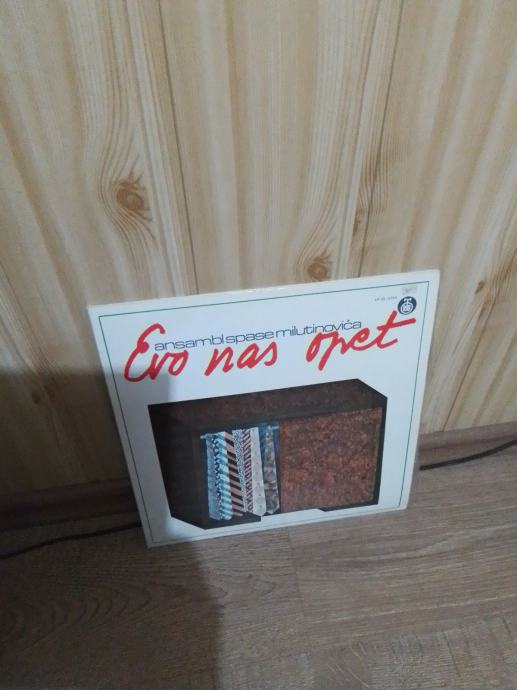 ansambl spase milutinovića
Evo nas opet